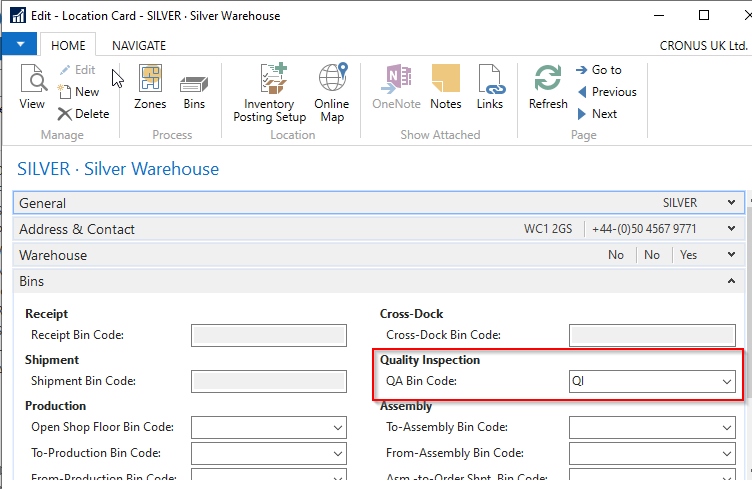 Edit - Location Card - SILVER · Silver Warehouse
HOME NAVIGATE CRONUS UK Ltd.
View Edit New Delete Zones Bins Inventory Posting Setup Online Map OneNote Notes Links Refresh Go to Previous Next
Manage Process Location Show Attached Page
SILVER · Silver Warehouse
General SILVER
Address & Contact WC1 2GS +44-(0)50 4567 9771
Warehouse No No Yes
Bins
Receipt Cross-Dock
Receipt Bin Code: Cross-Dock Bin Code:
Shipment Quality Inspection
Shipment Bin Code: QA Bin Code: QI
Production Assembly
Open Shop Floor Bin Code: To-Assembly Bin Code:
To-Production Bin Code: From-Assembly Bin Code:
From-Production Bin Code: Asm.-to-Order Shpt. Bin Code: